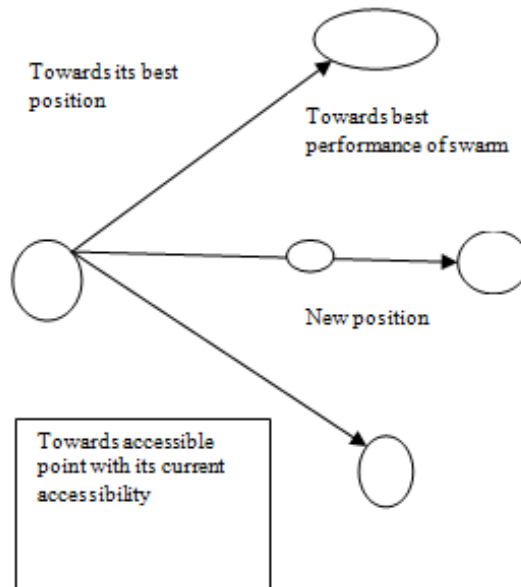 Towards its best
position
Towards best
performance of swarm
New position
Towards accessible
point with its current
accessibility